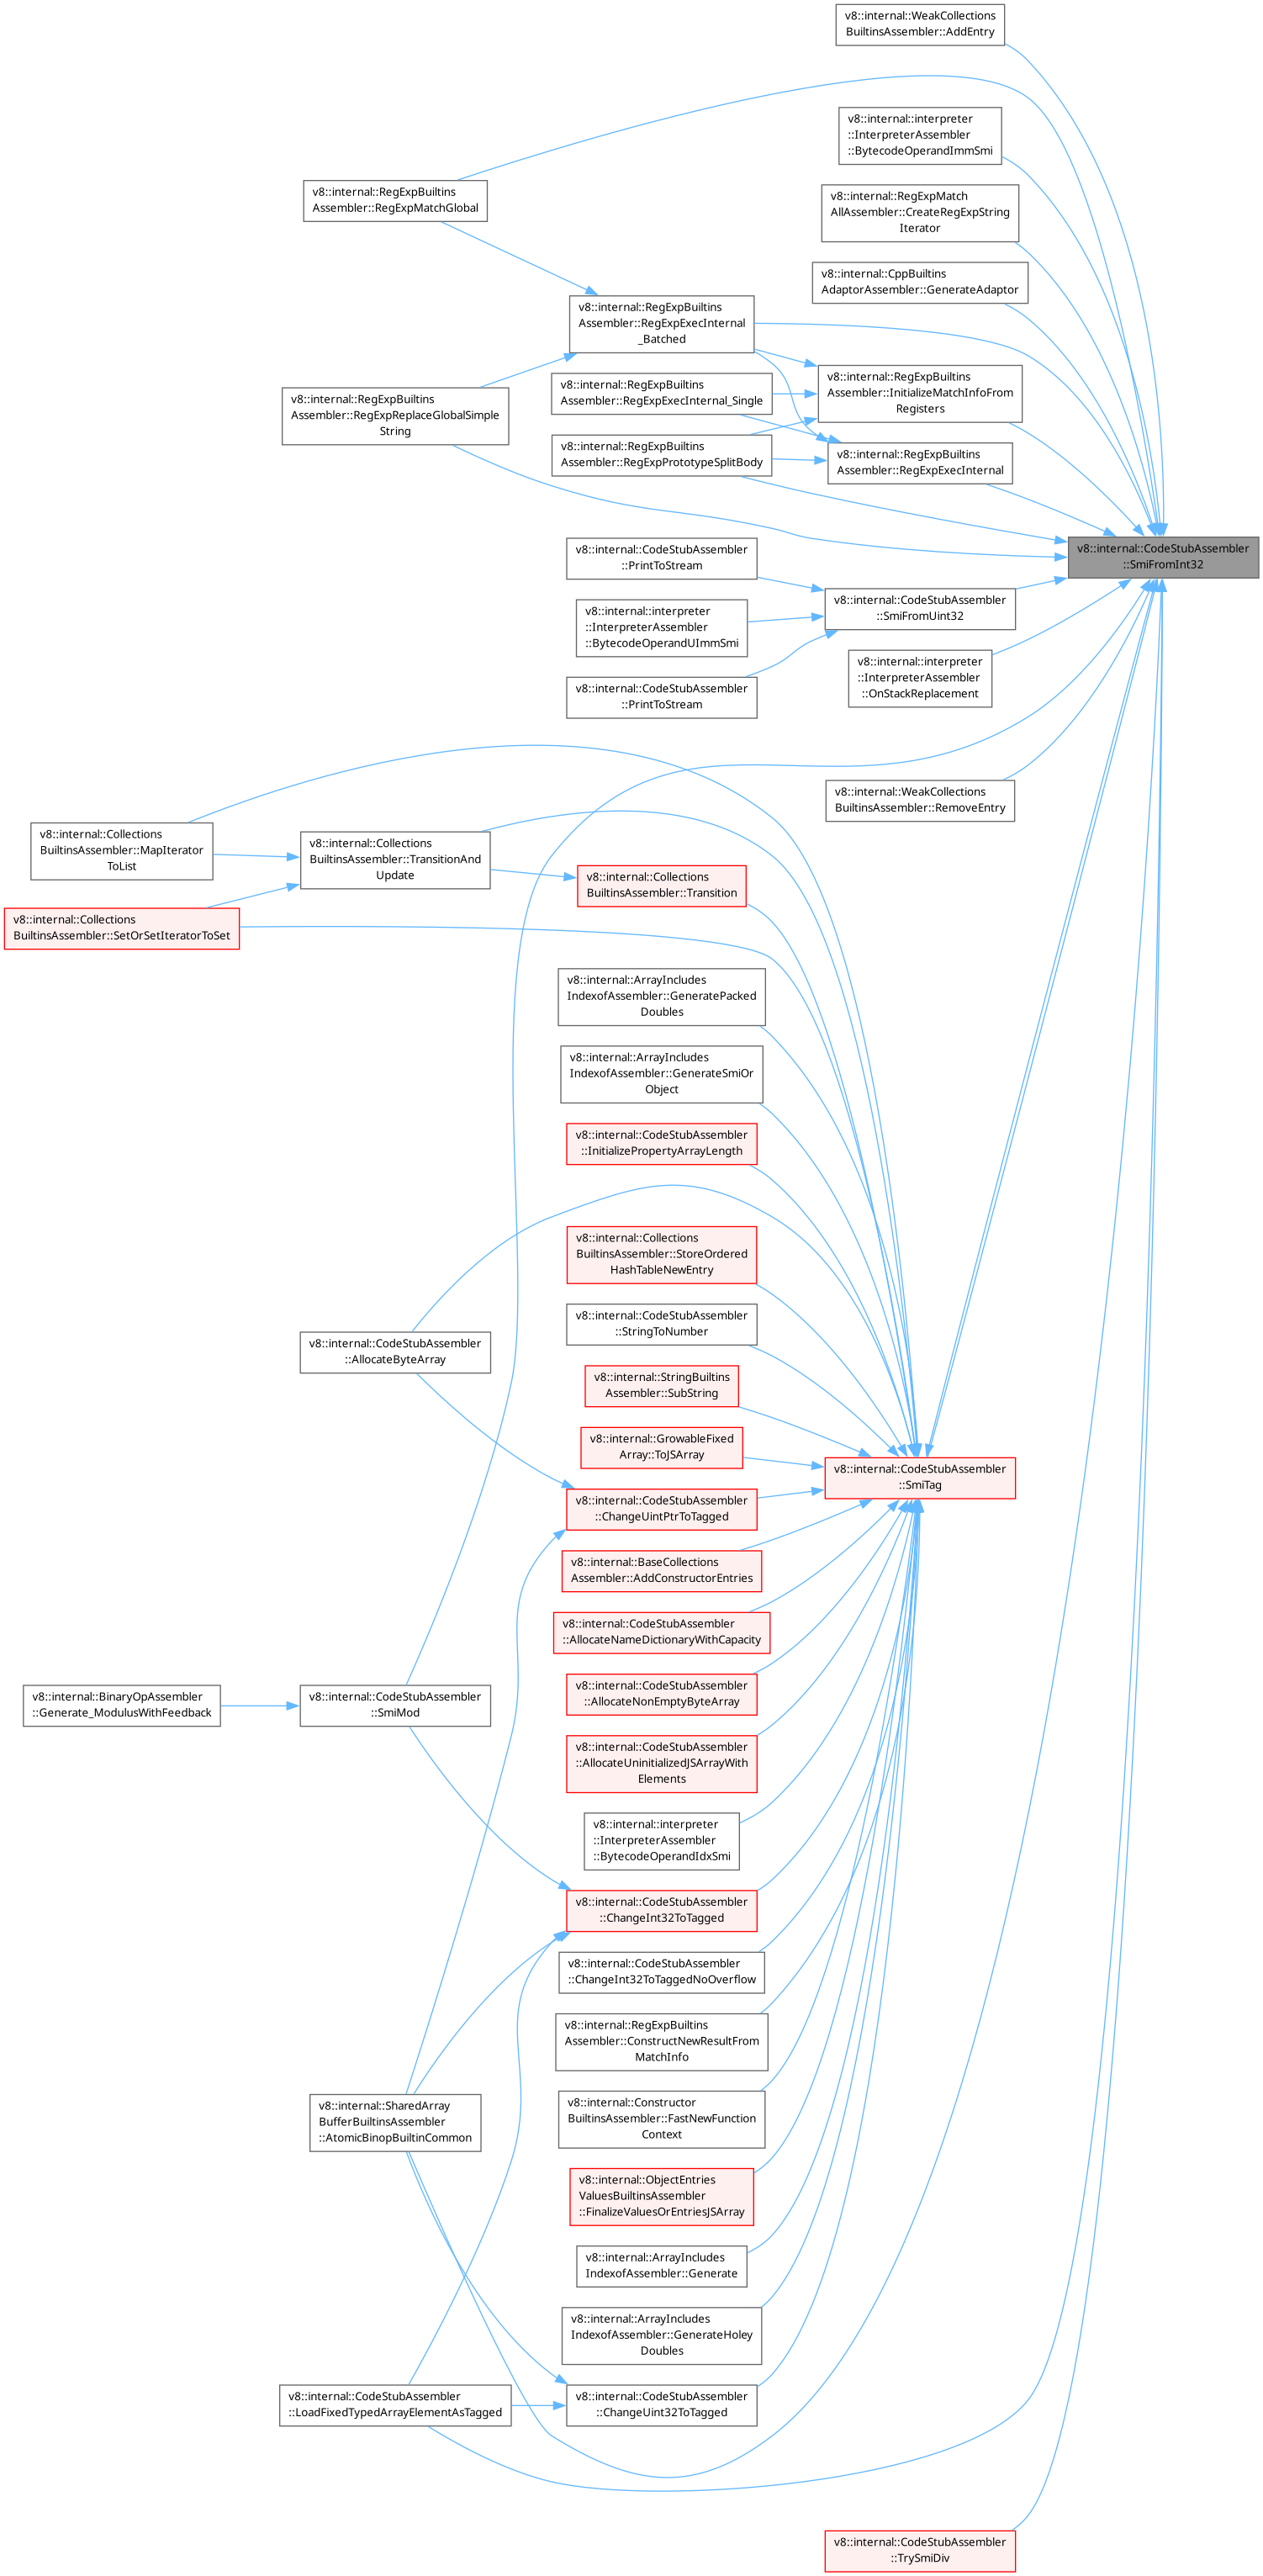 v8::internal::WeakCollections
BuiltinsAssembler::AddEntry
v8::internal::interpreter
::InterpreterAssembler
::BytecodeOperandImmSmi
v8::internal::RegExpBuiltins
Assembler::RegExpMatchGlobal
v8::internal::RegExpMatch
AllAssembler::CreateRegExpString
Iterator
v8::internal::CppBuiltins
AdaptorAssembler::GenerateAdaptor
v8::internal::RegExpBuiltins
Assembler::RegExpExecInternal
_Batched
v8::internal::RegExpBuiltins
Assembler::InitializeMatchInfoFrom
Registers
v8::internal::RegExpBuiltins
Assembler::RegExpExecInternal_Single
v8::internal::RegExpBuiltins
Assembler::RegExpReplaceGlobalSimple
String
v8::internal::RegExpBuiltins
Assembler::RegExpPrototypeSplitBody
v8::internal::RegExpBuiltins
Assembler::RegExpExecInternal
v8::internal::CodeStubAssembler
::SmiFromInt32
v8::internal::CodeStubAssembler
::PrintToStream
v8::internal::CodeStubAssembler
::SmiFromUint32
v8::internal::interpreter
::InterpreterAssembler
::BytecodeOperandUImmSmi
v8::internal::interpreter
::InterpreterAssembler
::OnStackReplacement
v8::internal::CodeStubAssembler
::PrintToStream
v8::internal::WeakCollections
BuiltinsAssembler::RemoveEntry
v8::internal::Collections
BuiltinsAssembler::MapIterator
ToList
v8::internal::Collections
BuiltinsAssembler::TransitionAnd
Update
v8::internal::Collections
BuiltinsAssembler::Transition
v8::internal::Collections
BuiltinsAssembler::SetOrSetIteratorToSet
v8::internal::ArrayIncludes
IndexofAssembler::GeneratePacked
Doubles
v8::internal::ArrayIncludes
IndexofAssembler::GenerateSmiOr
Object
v8::internal::CodeStubAssembler
::InitializePropertyArrayLength
v8::internal::Collections
BuiltinsAssembler::StoreOrdered
HashTableNewEntry
v8::internal::CodeStubAssembler
::StringToNumber
v8::internal::CodeStubAssembler
::AllocateByteArray
v8::internal::StringBuiltins
Assembler::SubString
v8::internal::GrowableFixed
Array::ToJSArray
v8::internal::CodeStubAssembler
::SmiTag
v8::internal::CodeStubAssembler
::ChangeUintPtrToTagged
v8::internal::BaseCollections
Assembler::AddConstructorEntries
v8::internal::CodeStubAssembler
::AllocateNameDictionaryWithCapacity
v8::internal::BinaryOpAssembler
::Generate_ModulusWithFeedback
v8::internal::CodeStubAssembler
::SmiMod
v8::internal::CodeStubAssembler
::AllocateNonEmptyByteArray
v8::internal::CodeStubAssembler
::AllocateUninitializedJSArrayWith
Elements
v8::internal::interpreter
::InterpreterAssembler
::BytecodeOperandIdxSmi
v8::internal::CodeStubAssembler
::ChangeInt32ToTagged
v8::internal::CodeStubAssembler
::ChangeInt32ToTaggedNoOverflow
v8::internal::RegExpBuiltins
Assembler::ConstructNewResultFrom
MatchInfo
v8::internal::SharedArray
BufferBuiltinsAssembler
::AtomicBinopBuiltinCommon
v8::internal::Constructor
BuiltinsAssembler::FastNewFunction
Context
v8::internal::ObjectEntries
ValuesBuiltinsAssembler
::FinalizeValuesOrEntriesJSArray
v8::internal::ArrayIncludes
IndexofAssembler::Generate
v8::internal::ArrayIncludes
IndexofAssembler::GenerateHoley
Doubles
v8::internal::CodeStubAssembler
::LoadFixedTypedArrayElementAsTagged
v8::internal::CodeStubAssembler
::ChangeUint32ToTagged
v8::internal::CodeStubAssembler
::TrySmiDiv